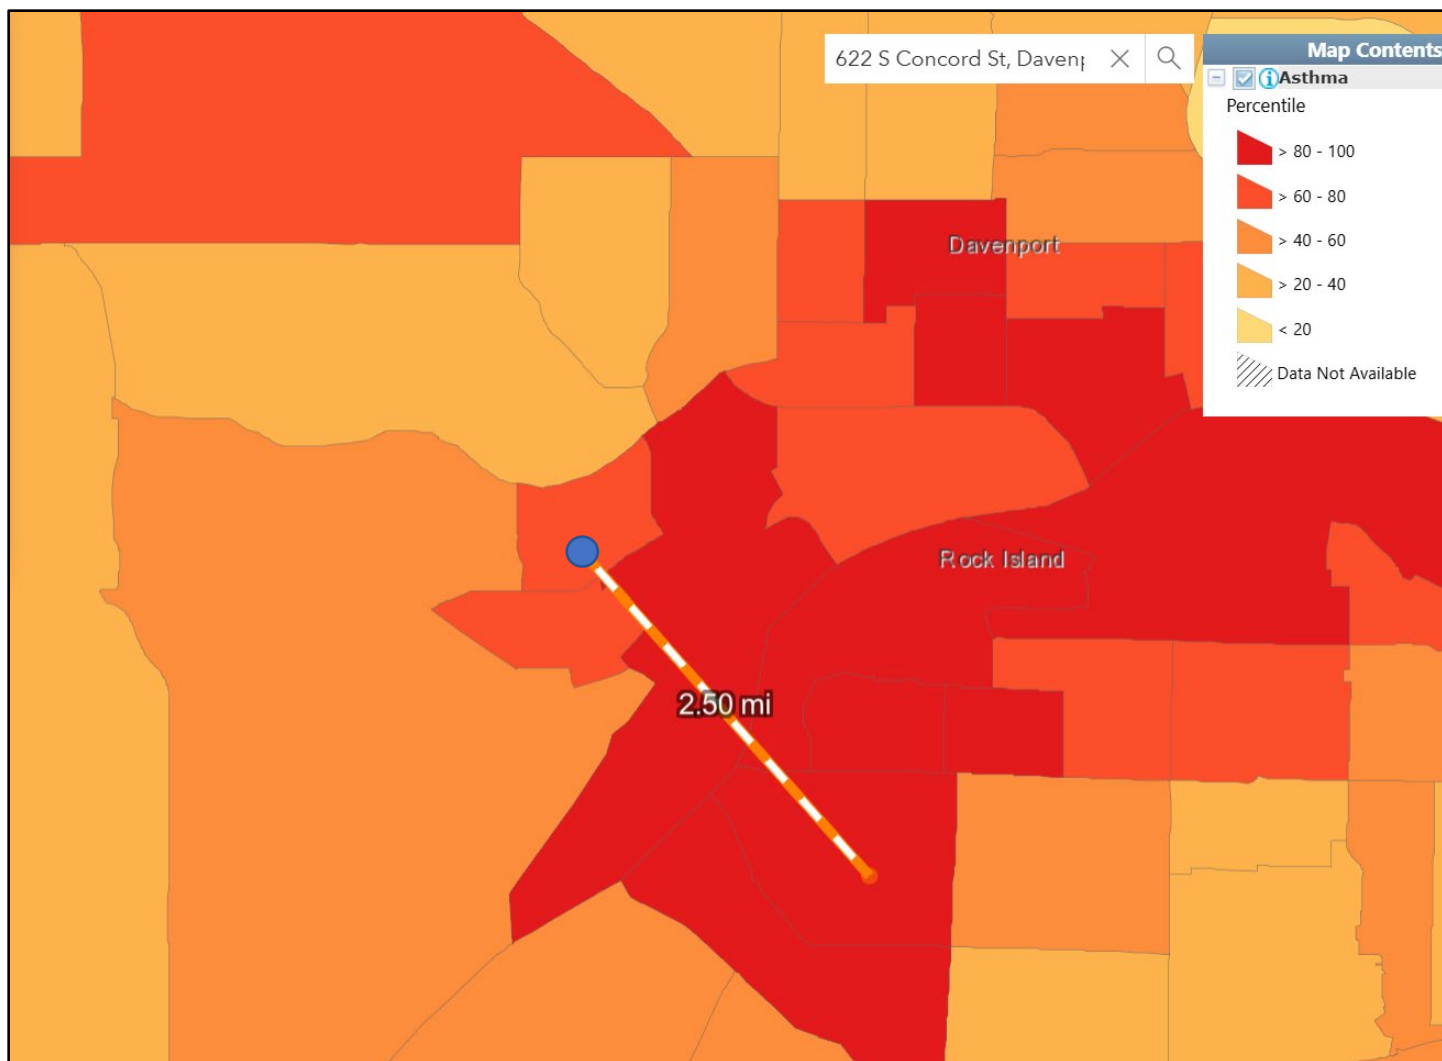 622 S Concord St, Davenp
Map Contents
Asthma
Percentile
> 80 - 100
> 60 - 80
> 40 - 60
> 20 - 40
< 20
Data Not Available
Davenport
Rock Island
2.50 mi